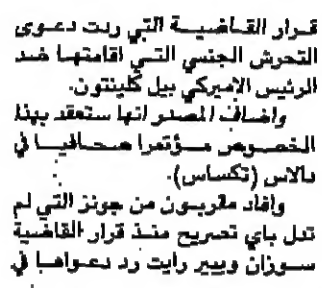 قرار القاضية التي ردت دعوى
التحرش الجنسي التي اقامتها ضد
الرئيس الاميركي بيل كلينتون.
واضاف المصدر انها ستعقد بهذا
الخصوص مؤتمرا صحافيا في
دالاس (تكساس).
وافاد مقربون من جونز التي لم
تدل باي تصريح منذ قرار القاضية
سوزان ويبر رايت رد دعواها في